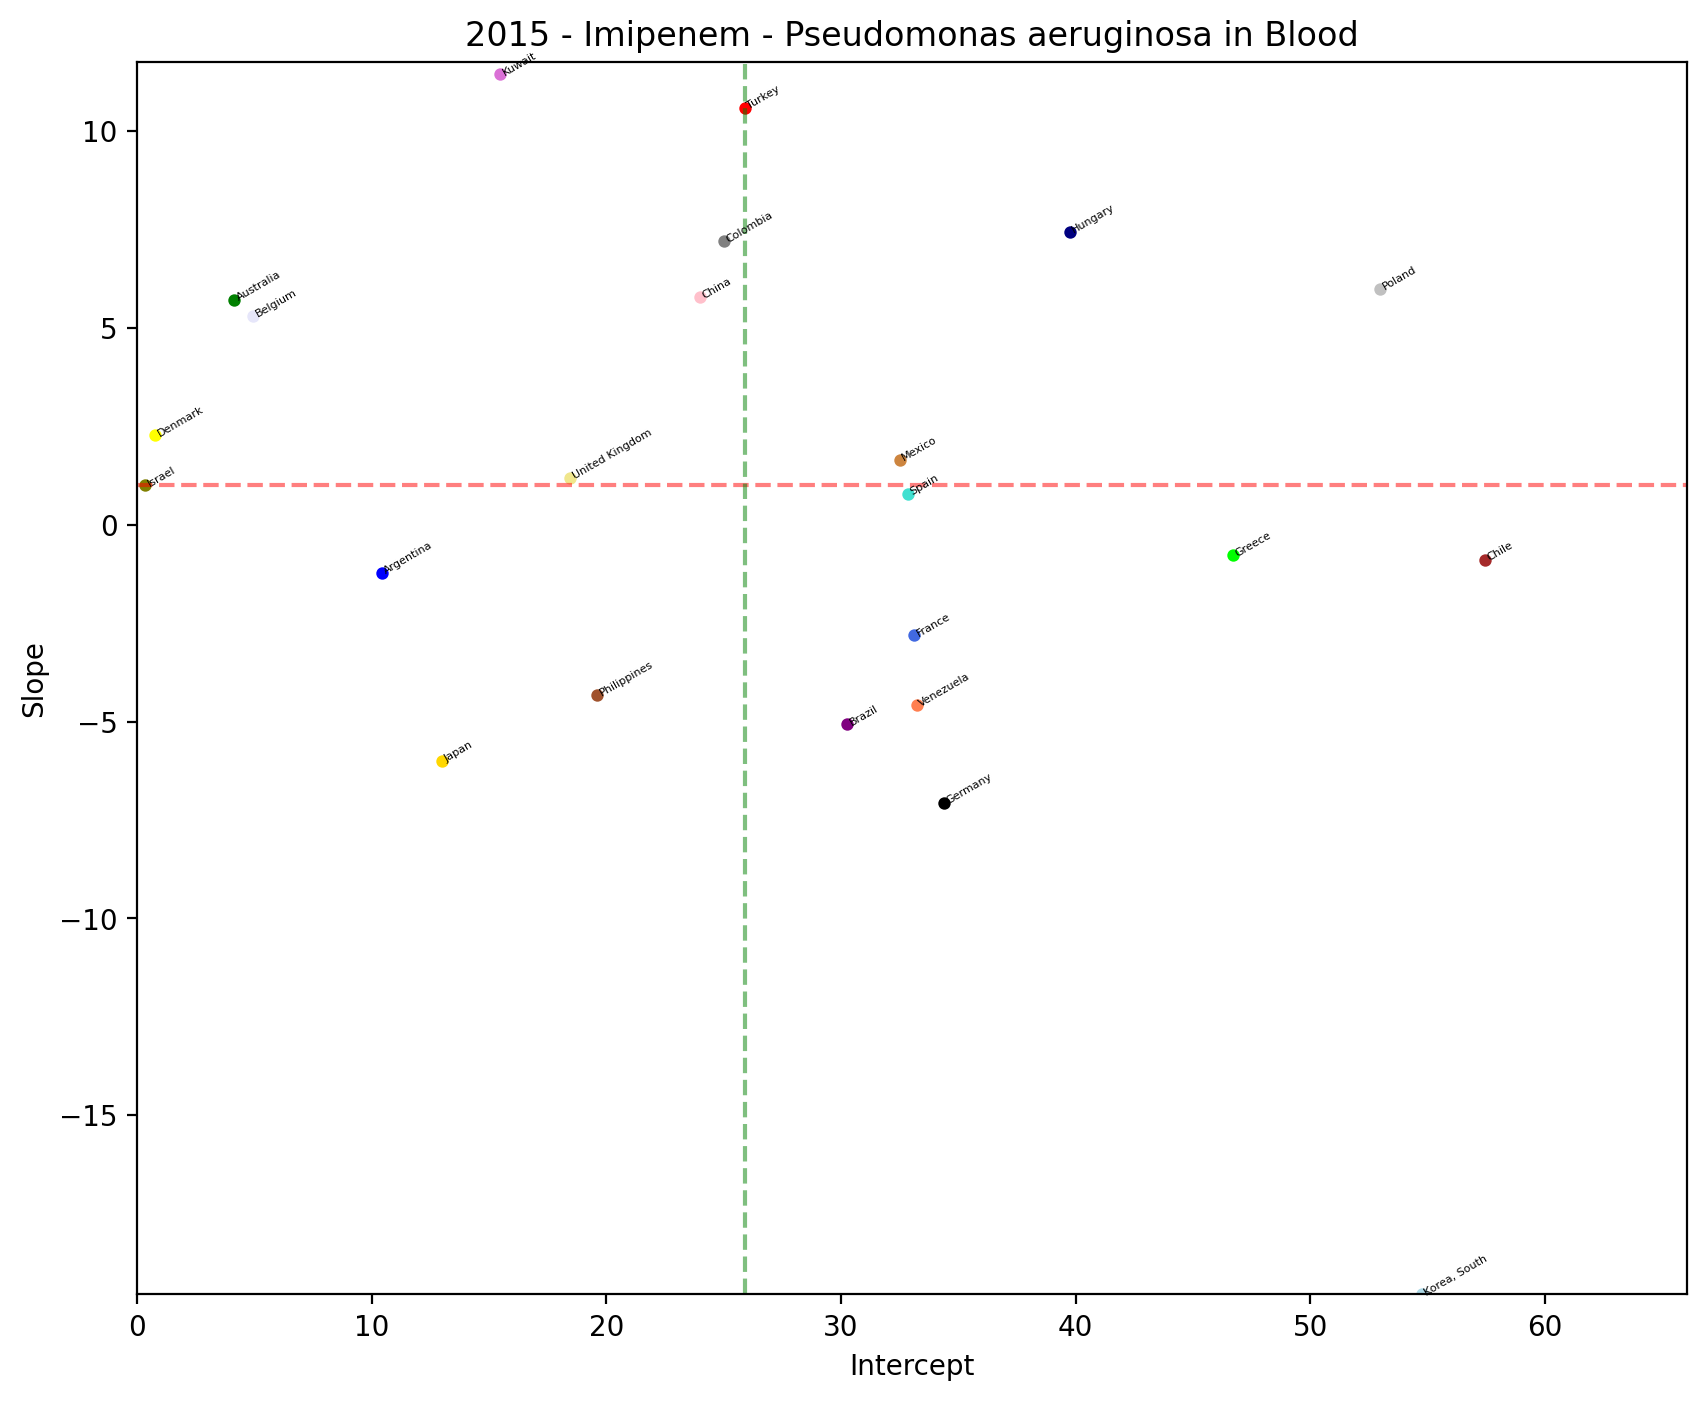 2015 - Imipenem - Pseudomonas aeruginosa in Blood
Kuwait
Turkey
10
Colombia
Hungary
Poland
Australia
China
Belgium
5
Denmark
United Kingdom
Mexico
Israel
Spain
0
Greece
Chile
Argentina
France
Philippines
Venezuela
Slope
Brazil
−5
Japan
Germany
−10
−15
Korea, South
0
10
20
30
40
50
60
Intercept